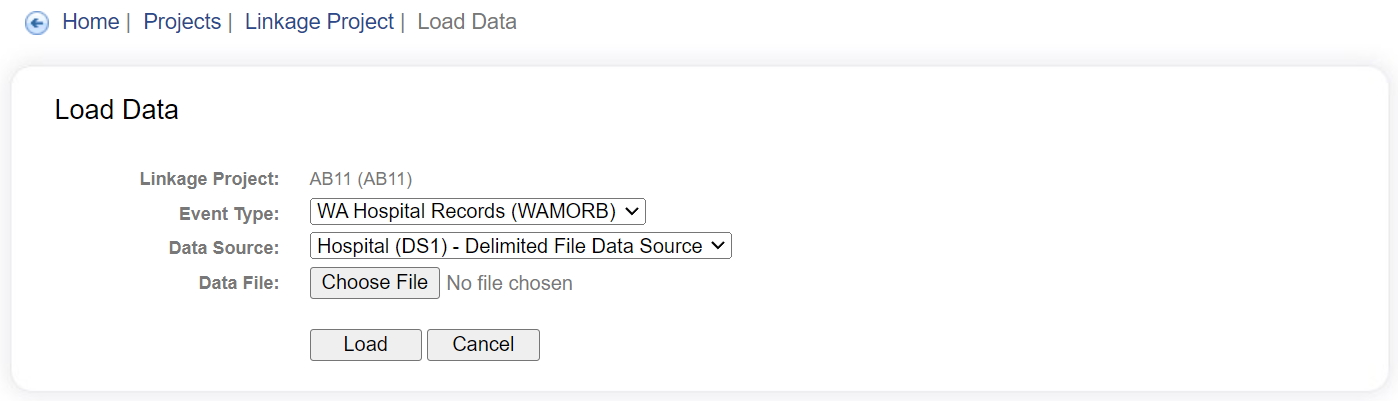 Home | Projects | Linkage Project | Load Data
Load Data
Linkage Project: AB11 (AB11)
Event Type: WA Hospital Records (WAMORB)
Data Source: Hospital (DS1) - Delimited File Data Source
Data File: Choose File No file chosen
Load Cancel